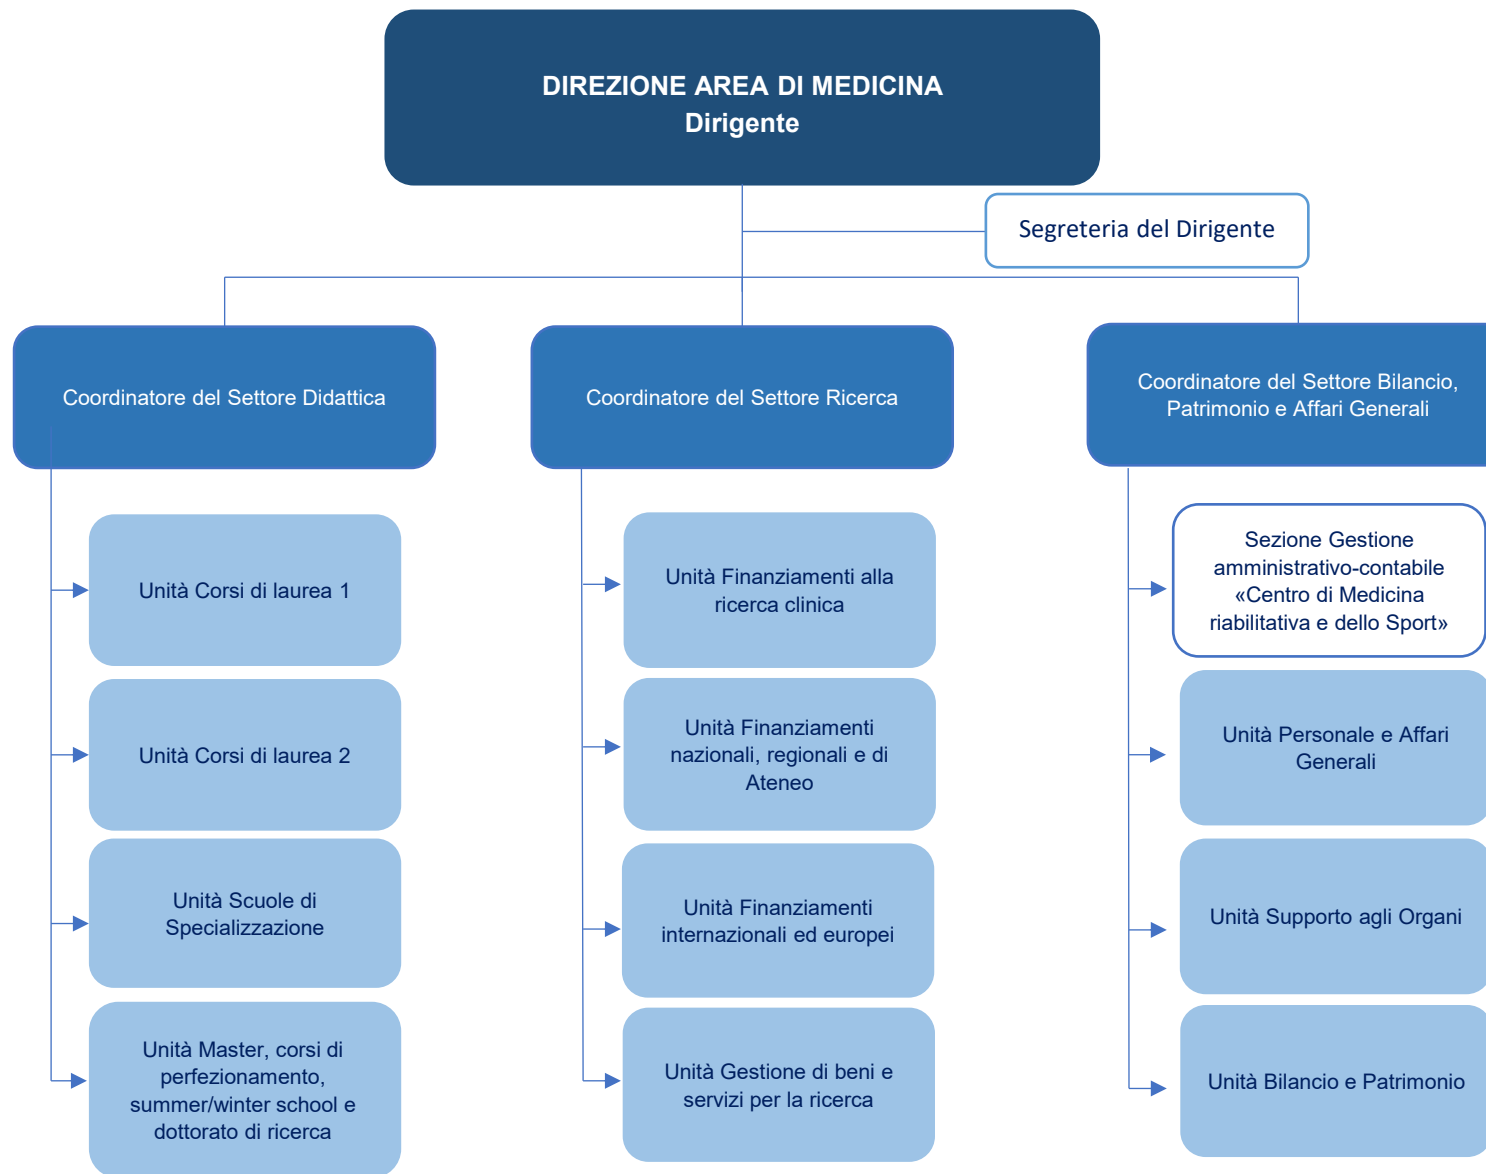 DIREZIONE AREA DI MEDICINA
Dirigente
Segreteria del Dirigente
Coordinatore del Settore Didattica
Unità Corsi di laurea 1
Unità Corsi di laurea 2
Unità Scuole di
Specializzazione
Unità Master, corsi di
perfezionamento,
summer/winter school e
dottorato di ricerca
Coordinatore del Settore Ricerca
Unità Finanziamenti alla
ricerca clinica
Unità Finanziamenti
nazionali, regionali e di
Ateneo
Unità Finanziamenti
internazionali ed europei
Unità Gestione di beni e
servizi per la ricerca
Coordinatore del Settore Bilancio,
Patrimonio e Affari Generali
Sezione Gestione
amministrativo-contabile
«Centro di Medicina
riabilitativa e dello Sport»
Unità Personale e Affari
Generali
Unità Supporto agli Organi
Unità Bilancio e Patrimonio